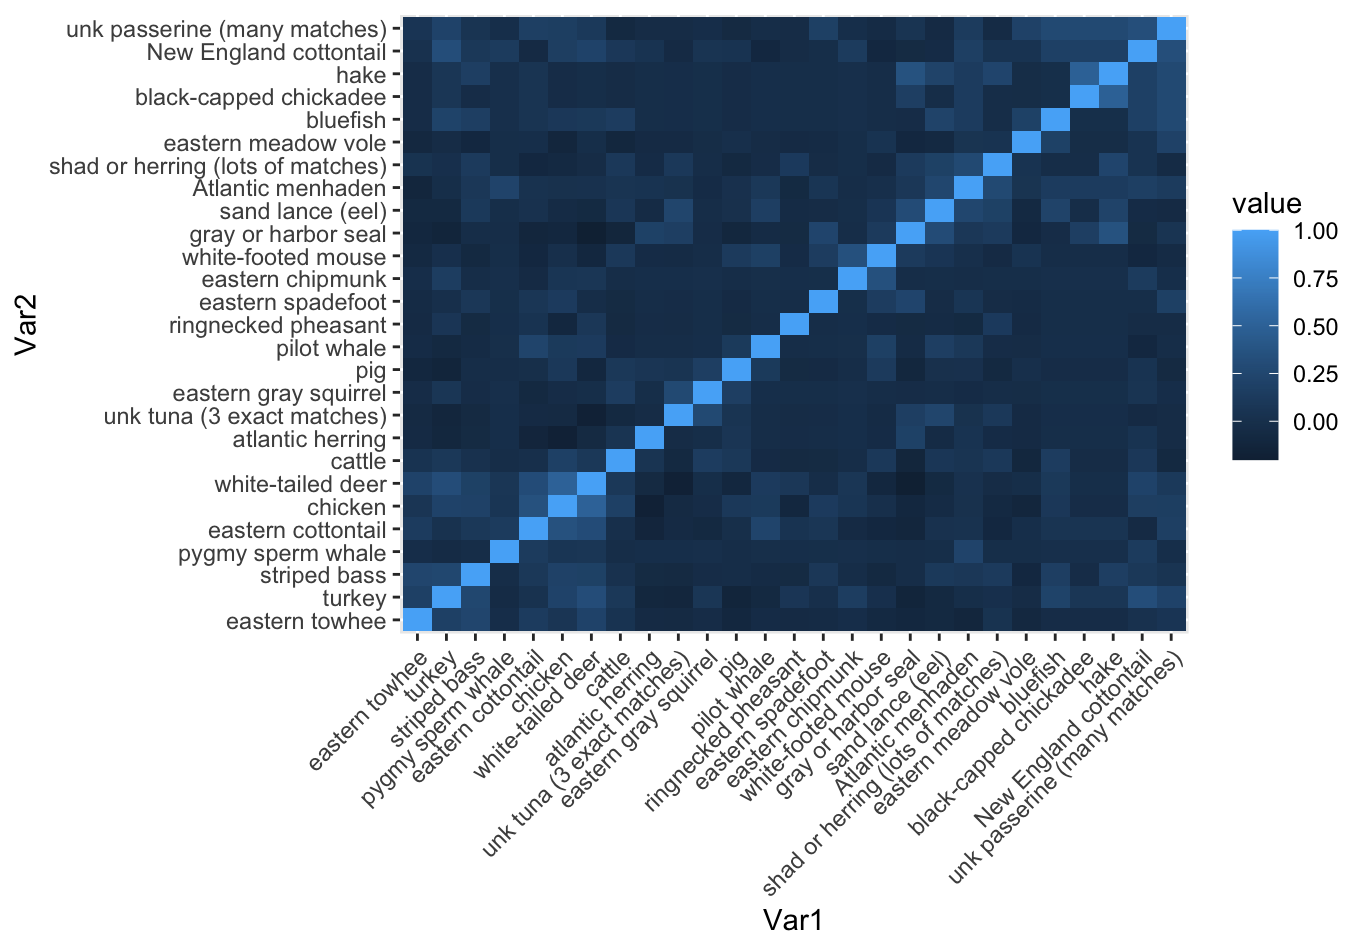 unk passerine (many matches)
New England cottontail
hake
black-capped chickadee
bluefish
eastern meadow vole
shad or herring (lots of matches)
Atlantic menhaden
sand lance (eel)
gray or harbor seal
white-footed mouse
eastern chipmunk
eastern spadefoot
ringnecked pheasant
pilot whale
pig
eastern gray squirrel
unk tuna (3 exact matches)
atlantic herring
cattle
white-tailed deer
chicken
eastern cottontail
pygmy sperm whale
striped bass
turkey
eastern towhee
Var2
eastern towhee
turkey
striped bass
pygmy sperm whale
eastern cottontail
chicken
white-tailed deer
cattle
atlantic herring
unk tuna (3 exact matches)
eastern gray squirrel
pig
pilot whale
ringnecked pheasant
eastern spadefoot
eastern chipmunk
white-footed mouse
gray or harbor seal
sand lance (eel)
Atlantic menhaden
shad or herring (lots of matches)
eastern meadow vole
bluefish
black-capped chickadee
hake
New England cottontail
unk passerine (many matches)
Var1
value
1.00
0.75
0.50
0.25
0.00